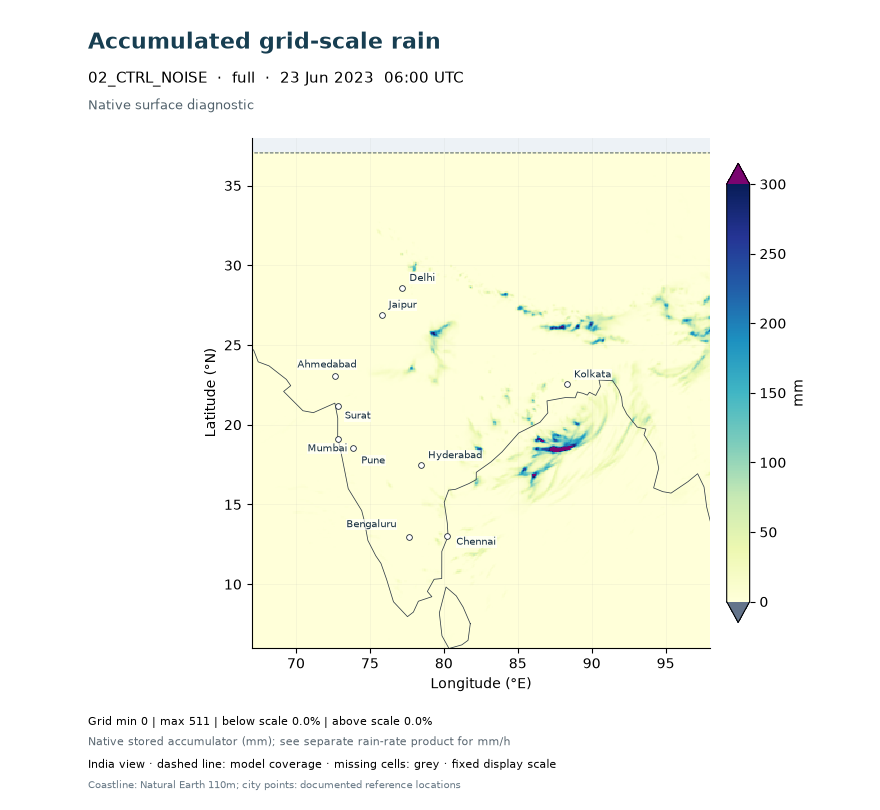 Accumulated grid-scale rain
02_CTRL_NOISE · full · 23 Jun 2023 06:00 UTC
Native surface diagnostic
35
30
25
20
15
10
Latitude (°N)
70
75
80
85
90
95
Longitude (°E)
Delhi
Jaipur
Ahmedabad
Kolkata
Surat
Mumbai
Pune
Hyderabad
Bengaluru
Chennai
300
250
200
150
100
50
0
mm
Grid min 0 | max 511 | below scale 0.0% | above scale 0.0%
Native stored accumulator (mm); see separate rain-rate product for mm/h
India view · dashed line: model coverage · missing cells: grey · fixed display scale
Coastline: Natural Earth 110m; city points: documented reference locations